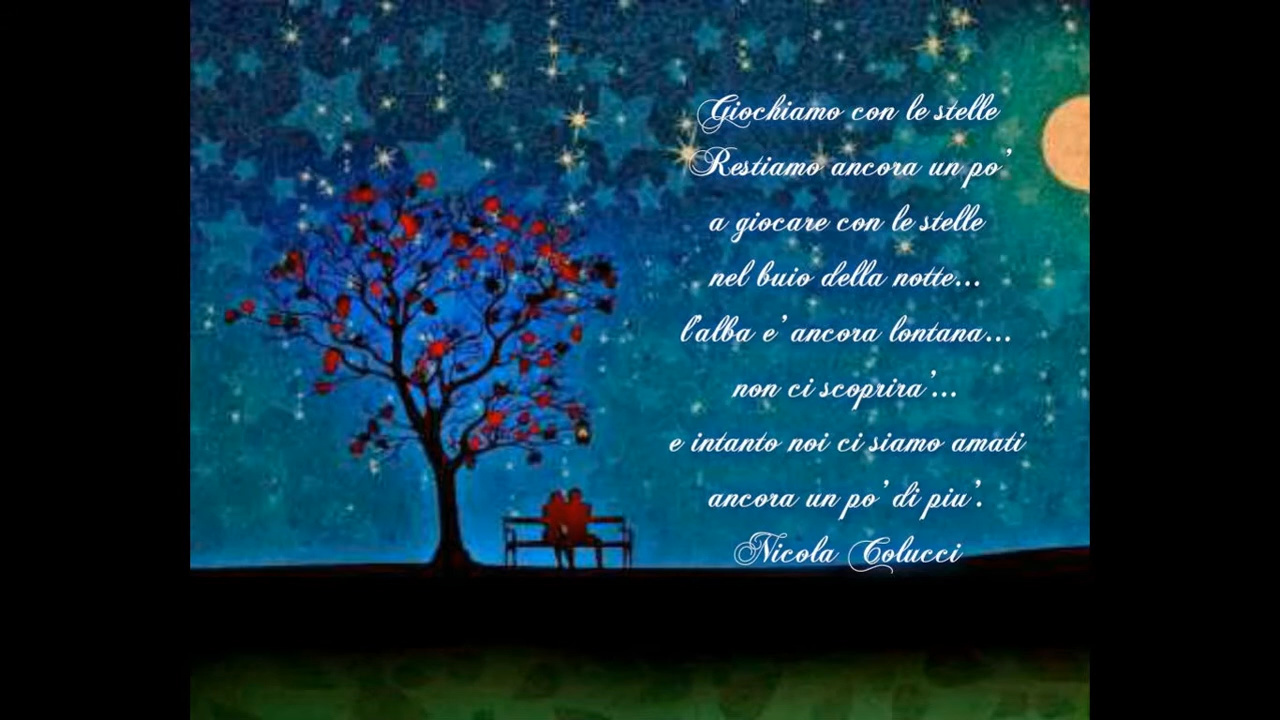 Giochiamo con le stelle
Restiamo ancora un po'
a giocare con le stelle
nel buio della notte...
l'alba e' ancora lontana...
non ci scoprira'...
e intanto noi ci siamo amati
ancora un po' di piu'.
Nicola Colucci